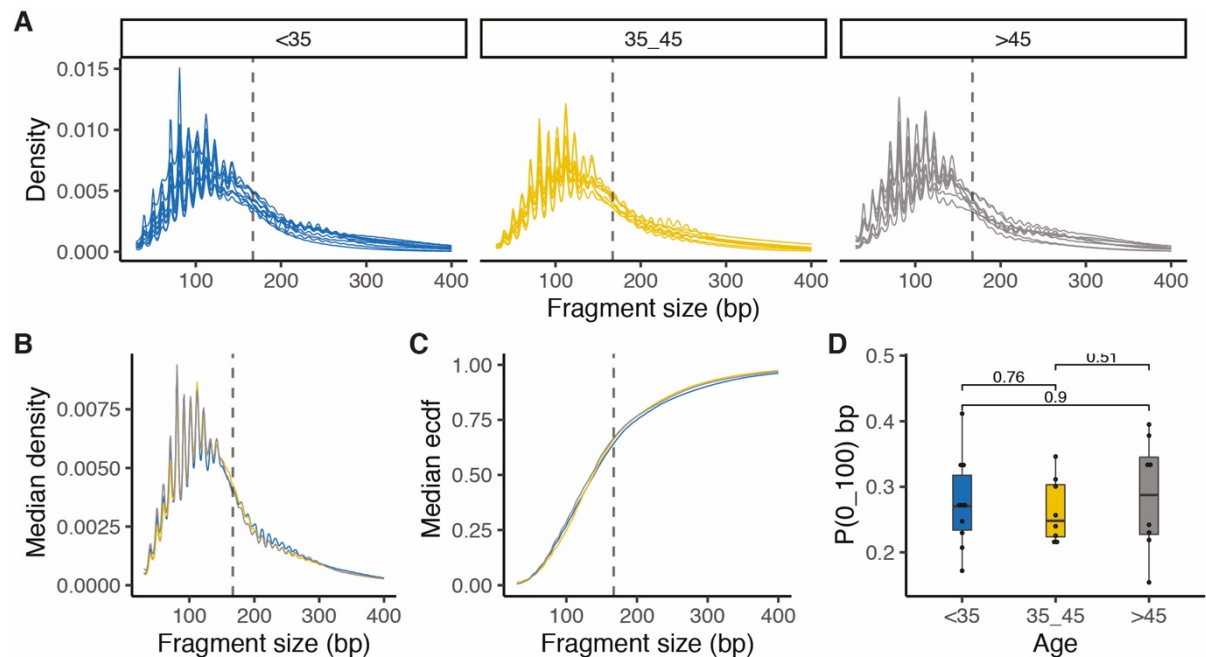 A
<35
35_45
>45
Density
0.015
0.010
0.005
0.000
100 200 300 400
100 200 300 400
100 200 300 400
Fragment size (bp)
B
Median density
0.0075
0.0050
0.0025
0.0000
100 200 300 400
Fragment size (bp)
C
Median ecdf
1.00
0.75
0.50
0.25
0.00
100 200 300 400
Fragment size (bp)
D
P(0_100) bp
0.5
0.4
0.3
0.2
0.51
0.76
0.9
<35 35_45 >45
Age